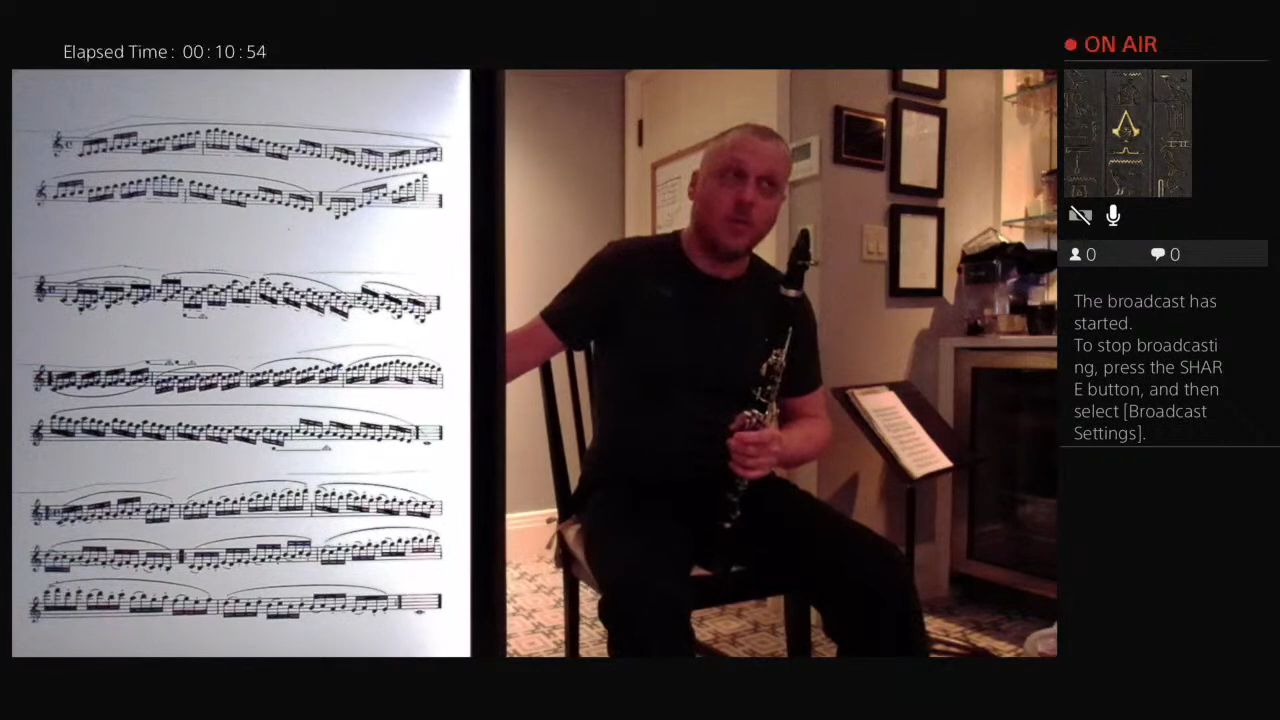 Elapsed Time: 00:10:54
ON AIR
0 0
The broadcast has
started.
To stop broadcasti
ng, press the SHAR
E button, and then
select [Broadcast
Settings].